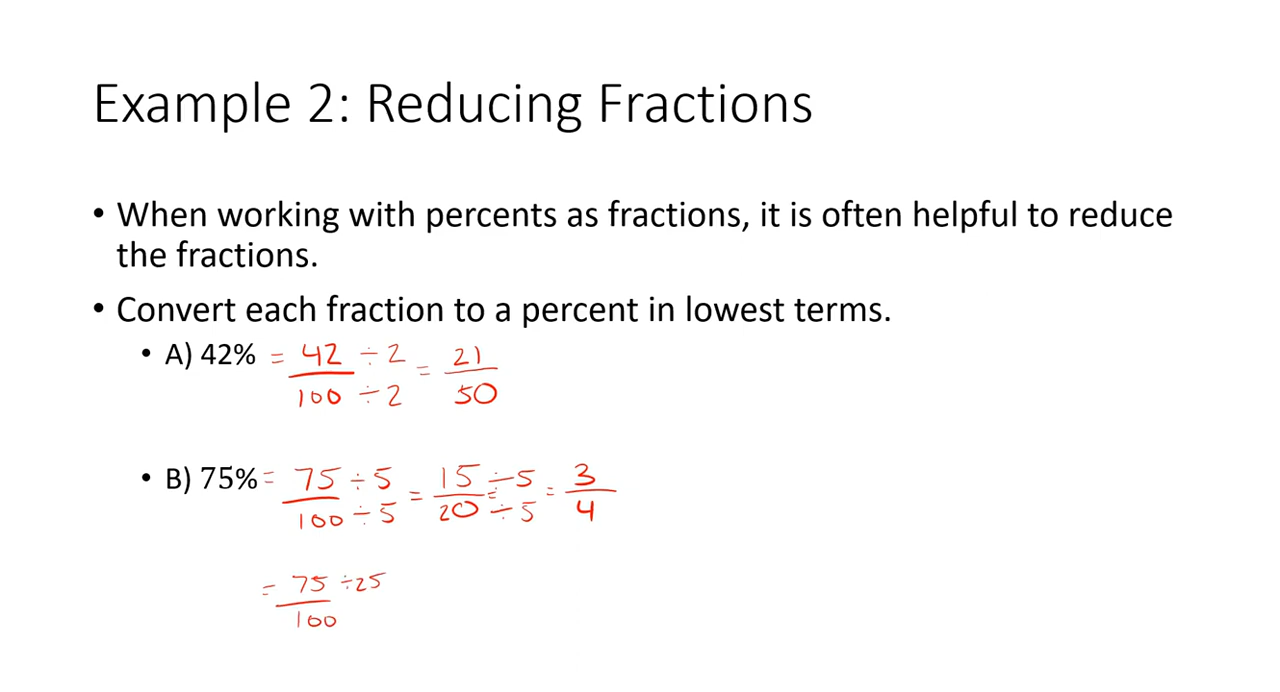 Example 2: Reducing Fractions
• When working with percents as fractions, it is often helpful to reduce
the fractions.
• Convert each fraction to a percent in lowest terms.
• A) 42% = 42 ÷ 2 = 21
100 ÷ 2 50
• B) 75% = 75 ÷ 5 = 15 ÷ 5 = 3
100 ÷ 5 20 ÷ 5 4
= 75 ÷ 25
100